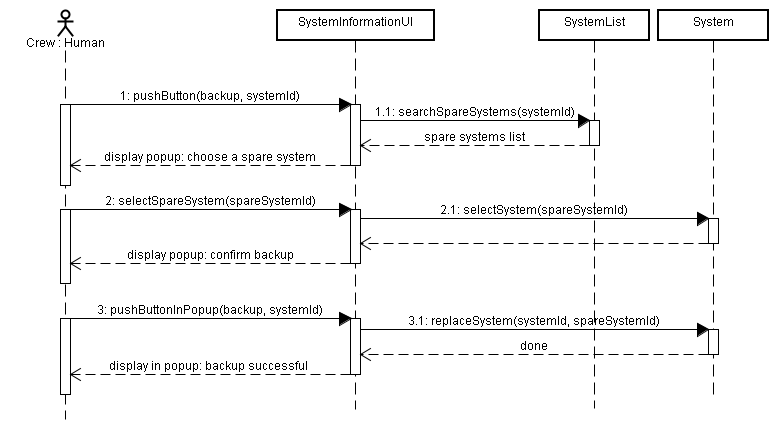 SystemInformationUI
SystemList
System
Crew : Human
1: pushButton(backup, systemId)
1.1: searchSpareSystems(systemId)
spare systems list
display popup: choose a spare system
2: selectSpareSystem(spareSystemId)
2.1: selectSystem(spareSystemId)
display popup: confirm backup
3: pushButtonInPopup(backup, systemId)
3.1: replaceSystem(systemId, spareSystemId)
done
display in popup: backup successful